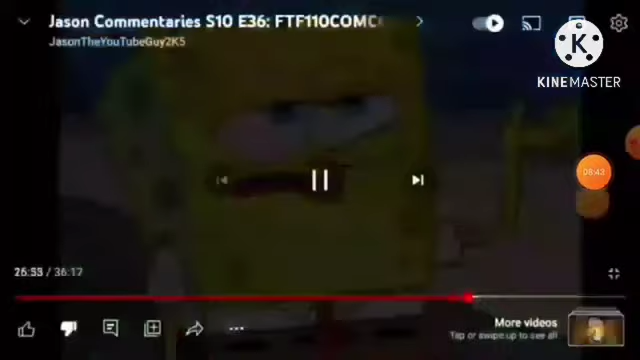 Jason Commentaries S10 E36: FTF110COMC
JasonTheYouTubeGuy2K5
K
KINEMASTER
08:43
26:53 / 36:17
More videos
Tap or swipe up to see all